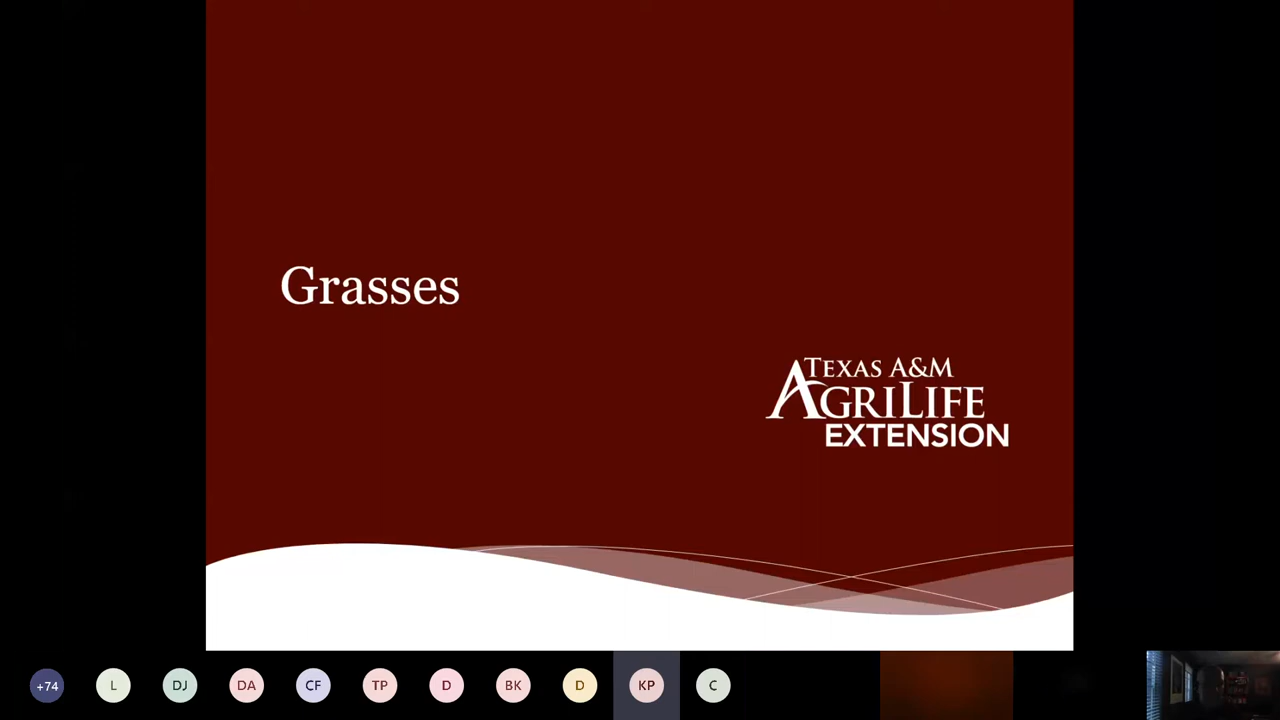 Grasses
TEXAS A&M
AGRILIFE
EXTENSION
+74
L
DJ
DA
CF
TP
D
BK
D
KP
C